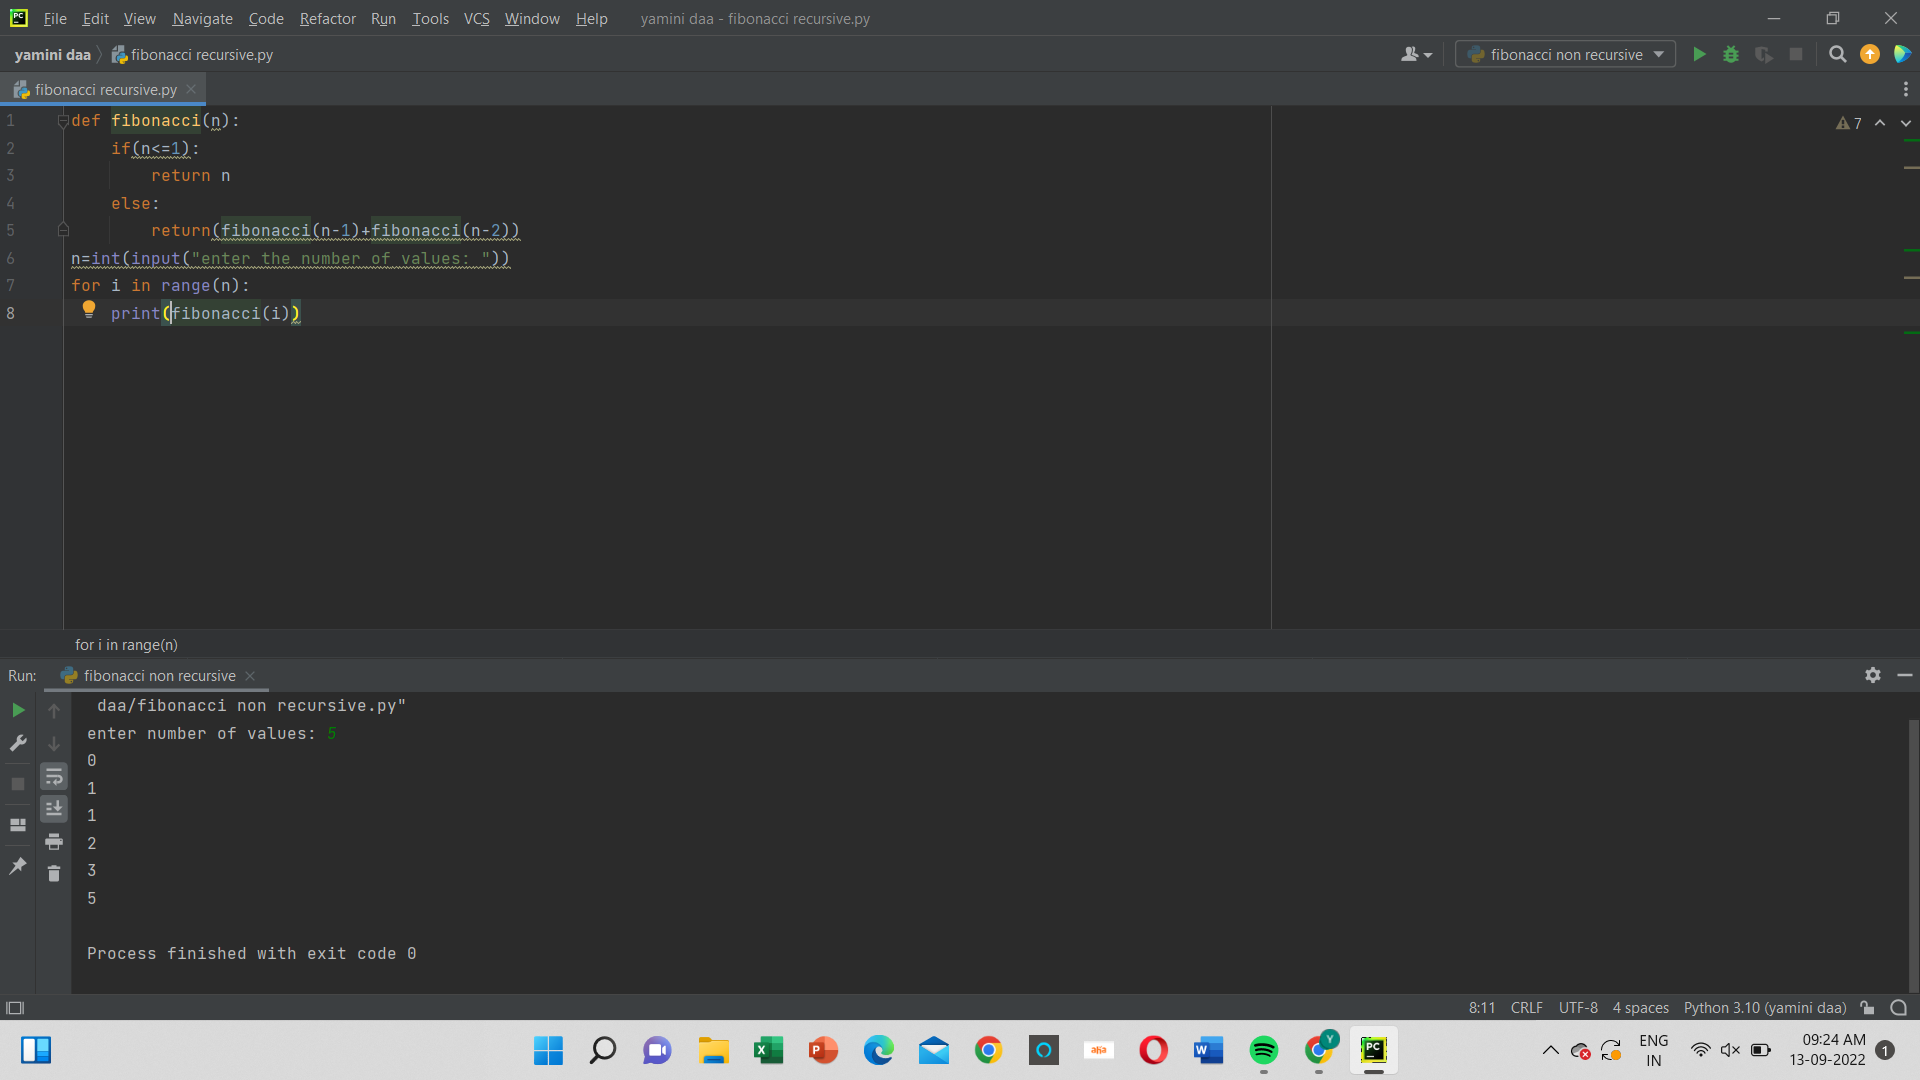 File Edit View Navigate Code Refactor Run Tools VCS Window Help yamini daa - fibonacci recursive.py
yamini daa fibonacci recursive.py fibonacci non recursive
fibonacci recursive.py
1 def fibonacci(n): 7
2 if(n<=1):
3 return n
4 else:
5 return(fibonacci(n-1)+fibonacci(n-2))
6 n=int(input("enter the number of values: "))
7 for i in range(n):
8 print(fibonacci(i))
for i in range(n)
Run: fibonacci non recursive
daa/fibonacci non recursive.py"
enter number of values: 5
0
1
1
2
3
5
Process finished with exit code 0
8:11 CRLF UTF-8 4 spaces Python 3.10 (yamini daa)
ENG 09:24 AM
IN 13-09-2022 1